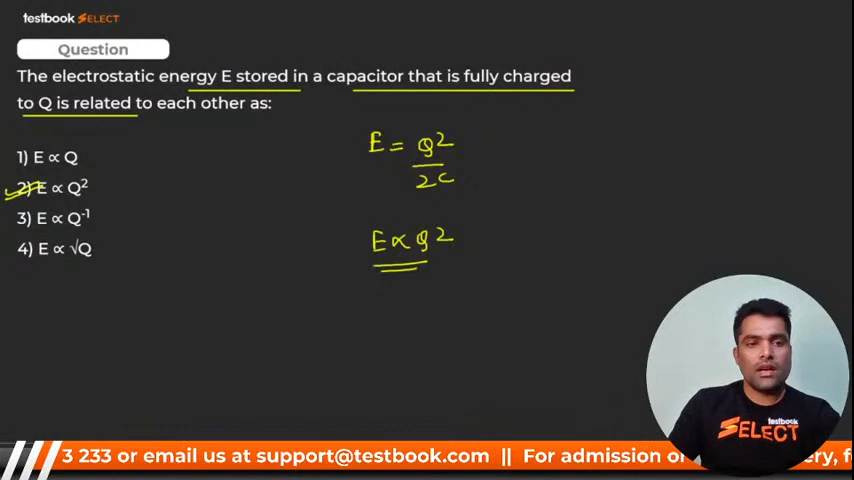 testbook SELECT
Question
The electrostatic energy E stored in a capacitor that is fully charged
to Q is related to each other as:
1) E ∝ Q
2) E ∝ Q²
3) E ∝ Q⁻¹
4) E ∝ √Q
E = Q²
2C
E ∝ Q²
testbook
SELECT
3 233 or email us at support@testbook.com || For admission or